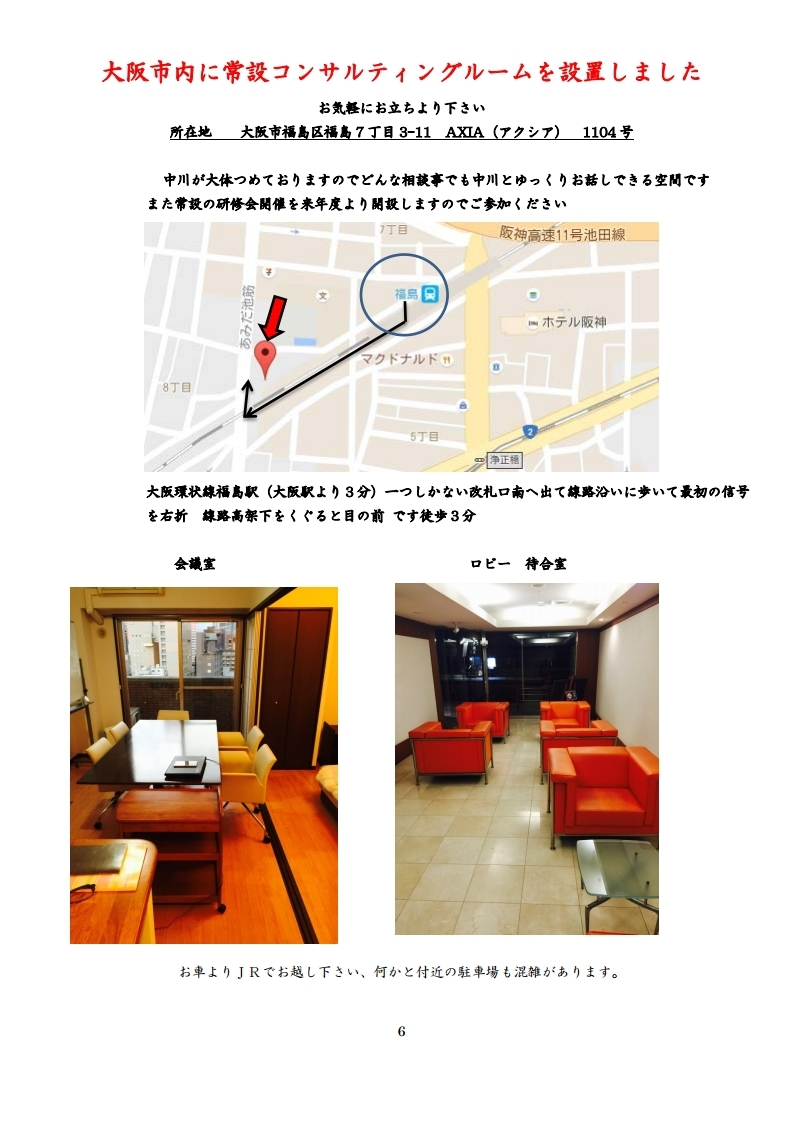 大阪市内に常設コンサルティングルームを設置しました
お気軽にお立ちより下さい
所在地　　大阪市福島区福島７丁目3-11　AXIA（アクシア）　1104号
中川が大体つめておりますのでどんな相談事でも中川とゆっくりお話しできる空間です
また常設の研修会開催を来年度より開設しますのでご参加ください
7丁目
阪神高速11号池田線
福島
あみだ池筋
文
ホテル阪神
マクドナルド
8丁目
5丁目
2
浄正橋
大阪環状線福島駅（大阪駅より３分）一つしかない改札口南へ出て線路沿いに歩いて最初の信号
を右折　線路高架下をくぐると目の前 です徒歩３分
会議室
ロビー　待合室
お車よりＪＲでお越し下さい、何かと付近の駐車場も混雑があります。
6